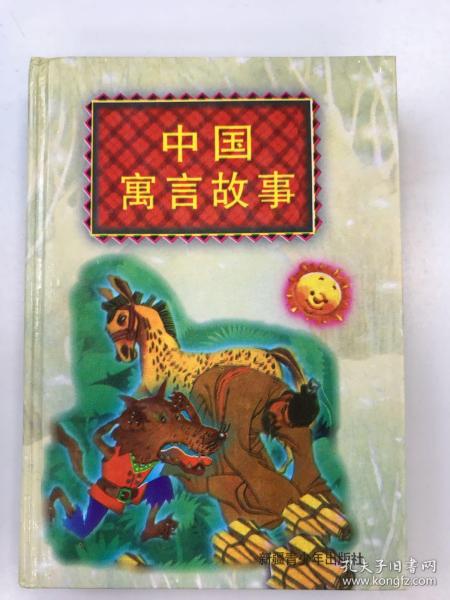 中国
寓言故事
新疆青少年出版社
孔夫子旧书网
www.kongfz.com